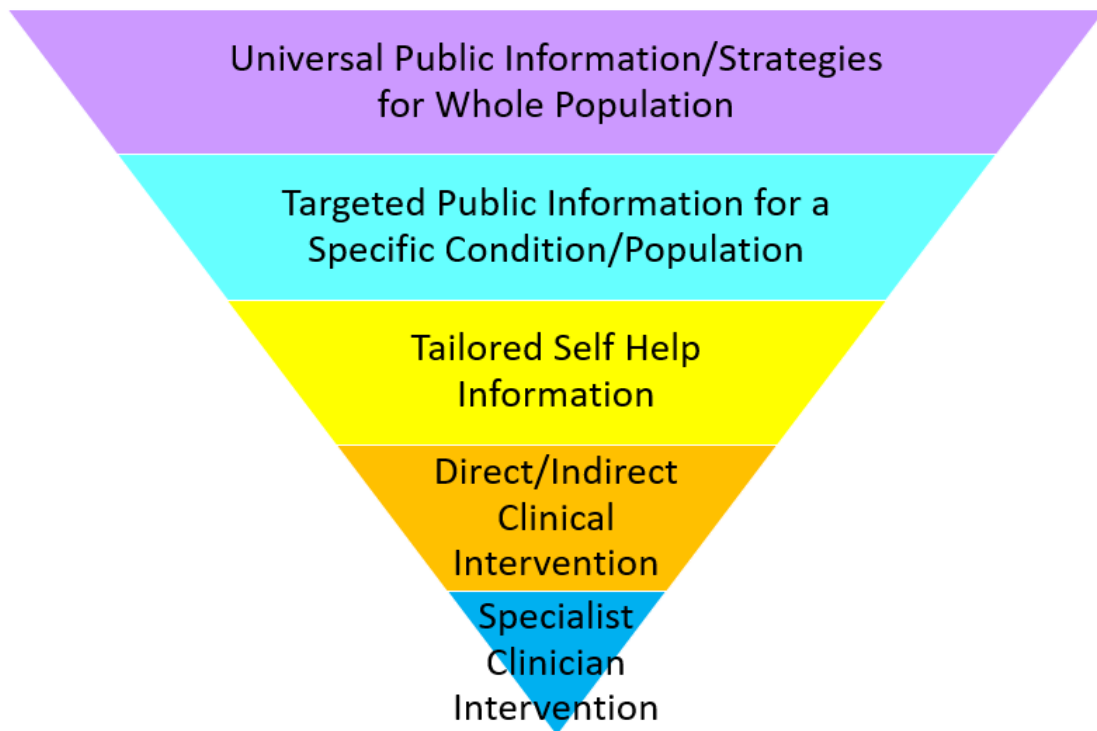 Universal Public Information/Strategies
for Whole Population
Targeted Public Information for a
Specific Condition/Population
Tailored Self Help
Information
Direct/Indirect
Clinical
Intervention
Specialist
Clinician
Intervention